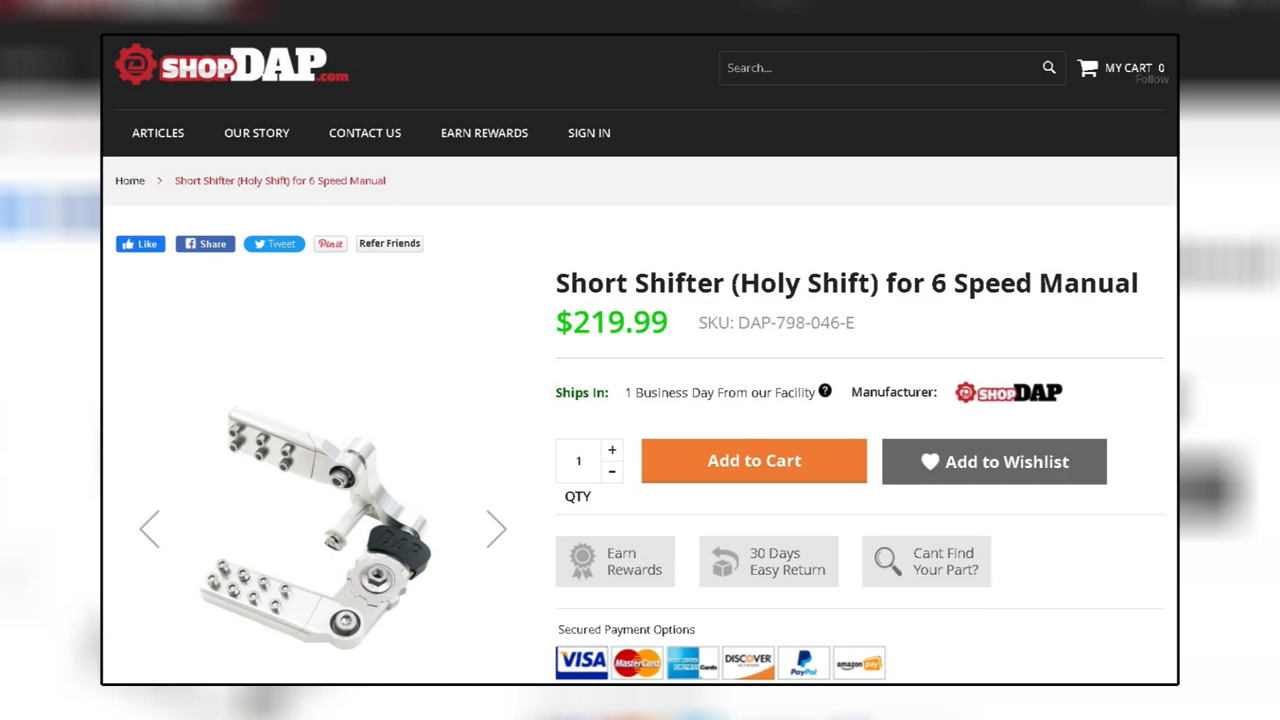 SHOPDAP.com
Search...
MY CART 0
Follow
ARTICLES OUR STORY CONTACT US EARN REWARDS SIGN IN
Home > Short Shifter (Holy Shift) for 6 Speed Manual
Like Share Tweet Pin it Refer Friends
Short Shifter (Holy Shift) for 6 Speed Manual
$219.99 SKU: DAP-798-046-E
Ships In: 1 Business Day From our Facility ? Manufacturer: SHOPDAP
1 + - Add to Cart Add to Wishlist
QTY
DAP
Earn
Rewards
30 Days
Easy Return
Cant Find
Your Part?
Secured Payment Options
VISA MasterCard DISCOVER PayPal amazon pay